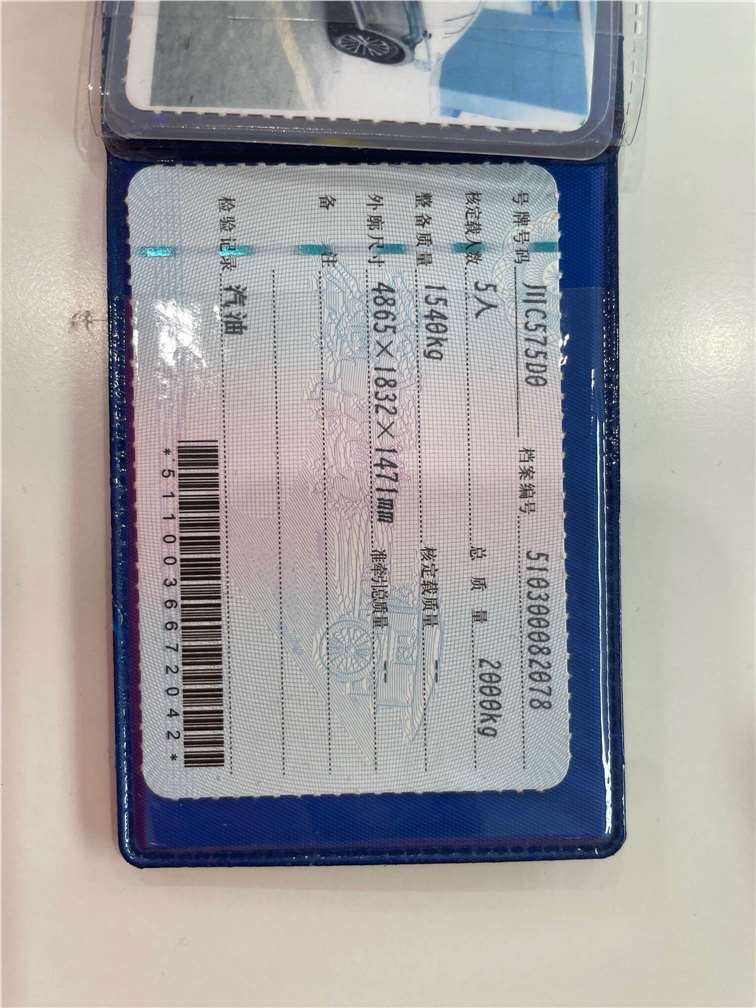 号牌号码 川C575D0 档案编号 510300082078
核定载人数 5人 总质量 2000kg
整备质量 1540kg 核定载质量 --
外廓尺寸 4865×1832×1471mm 准牵引总质量 --
备注
检验记录 汽油
*5110036672042*